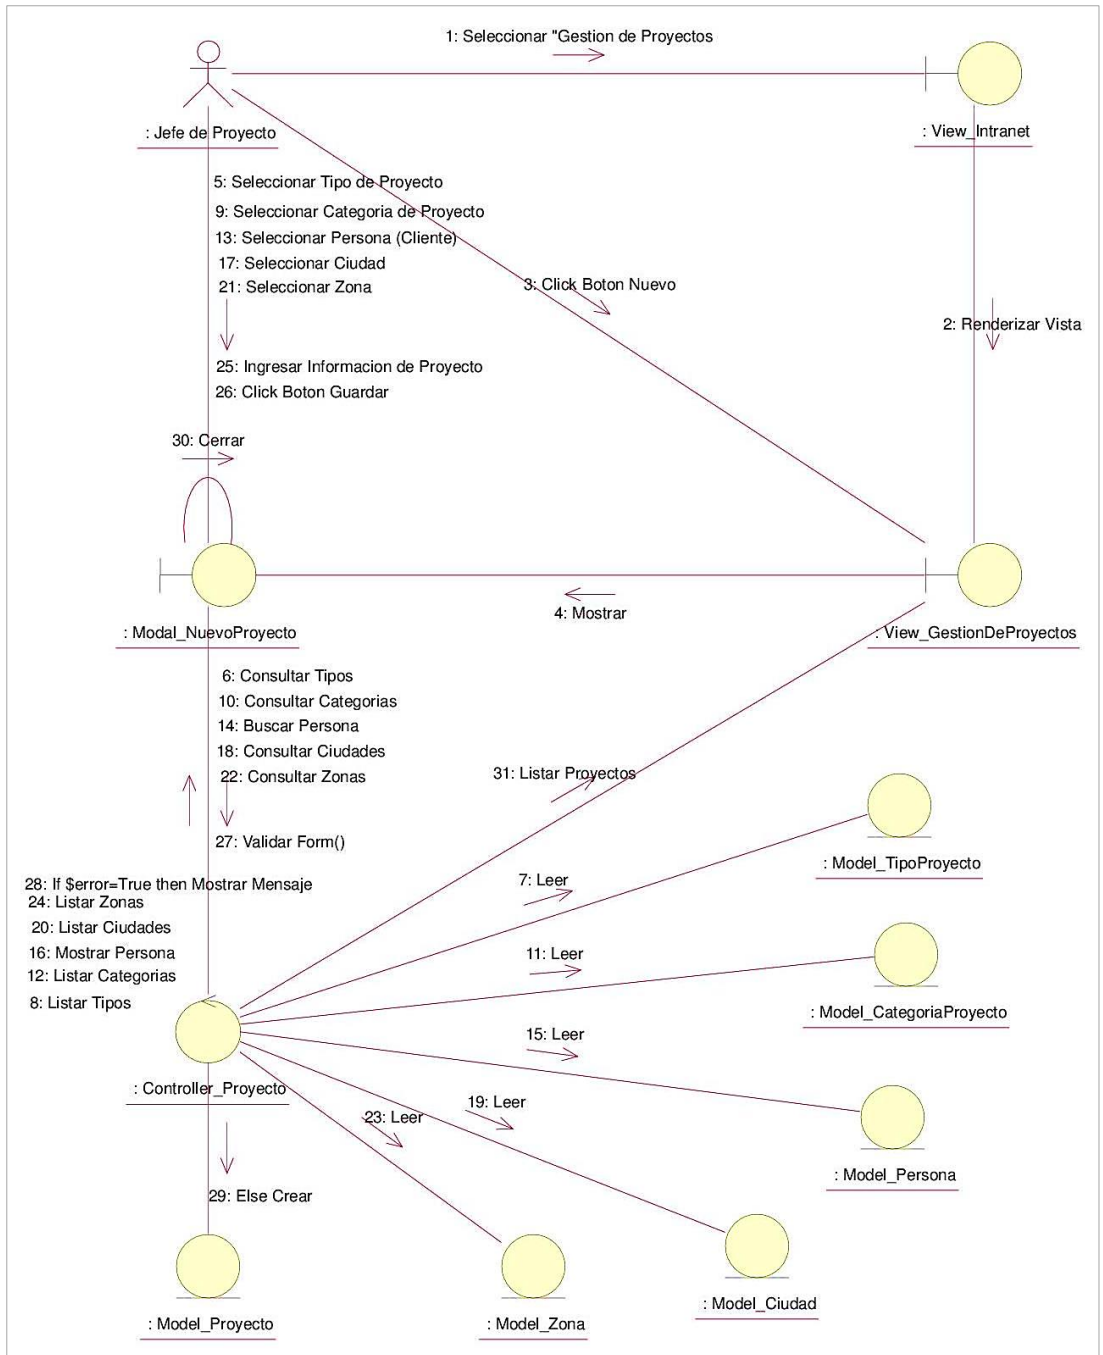 1: Seleccionar "Gestion de Proyectos
: Jefe de Proyecto
: View_Intranet
5: Seleccionar Tipo de Proyecto
9: Seleccionar Categoria de Proyecto
13: Seleccionar Persona (Cliente)
17: Seleccionar Ciudad
21: Seleccionar Zona
3: Click Boton Nuevo
2: Renderizar Vista
25: Ingresar Informacion de Proyecto
26: Click Boton Guardar
30: Cerrar
4: Mostrar
: Modal_NuevoProyecto
: View_GestionDeProyectos
6: Consultar Tipos
10: Consultar Categorias
14: Buscar Persona
18: Consultar Ciudades
22: Consultar Zonas
31: Listar Proyectos
27: Validar Form()
: Model_TipoProyecto
28: If $error=True then Mostrar Mensaje
7: Leer
24: Listar Zonas
20: Listar Ciudades
16: Mostrar Persona
11: Leer
12: Listar Categorias
8: Listar Tipos
: Model_CategoriaProyecto
15: Leer
: Controller_Proyecto
19: Leer
23: Leer
: Model_Persona
29: Else Crear
: Model_Ciudad
: Model_Proyecto
: Model_Zona